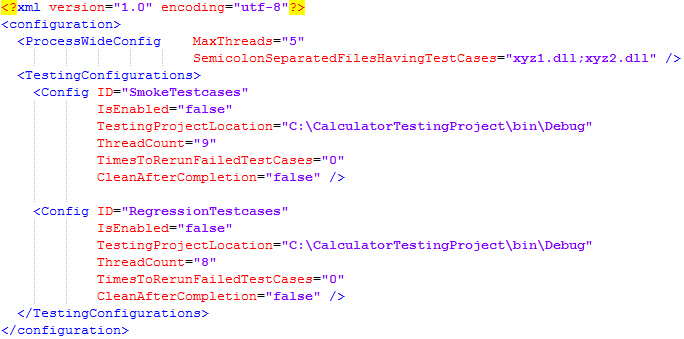 <?xml version="1.0" encoding="utf-8"?>
<configuration>
<ProcessWideConfig MaxThreads="5"
SemicolonSeparatedFilesHavingTestCases="xyz1.dll;xyz2.dll" />
<TestingConfigurations>
<Config ID="SmokeTestcases"
IsEnabled="false"
TestingProjectLocation="C:\CalculatorTestingProject\bin\Debug"
ThreadCount="9"
TimesToRerunFailedTestCases="0"
CleanAfterCompletion="false" />
<Config ID="RegressionTestcases"
IsEnabled="false"
TestingProjectLocation="C:\CalculatorTestingProject\bin\Debug"
ThreadCount="8"
TimesToRerunFailedTestCases="0"
CleanAfterCompletion="false" />
</TestingConfigurations>
</configuration>